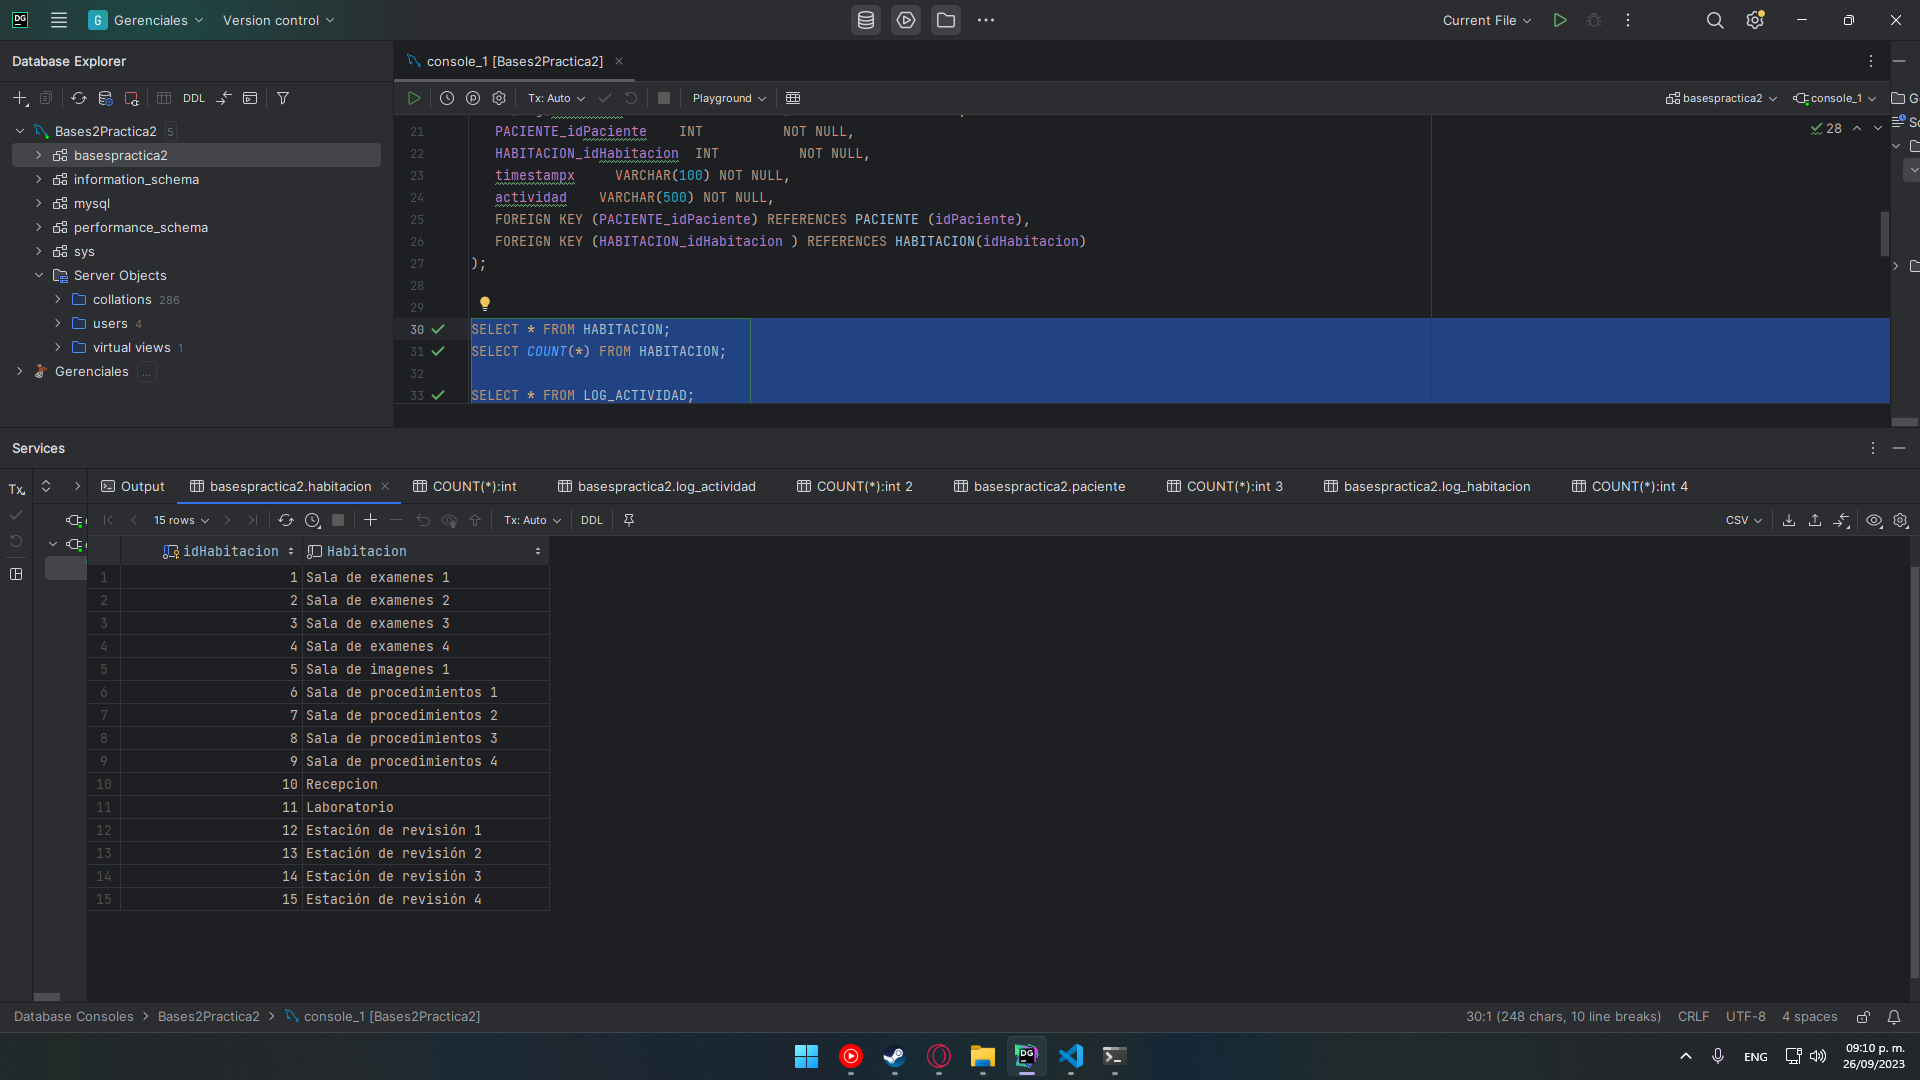 DG G Gerenciales Version control Current File
Database Explorer
console_1 [Bases2Practica2]
DDL Tx: Auto Playground basespractica2 console_1
Bases2Practica2 5
basespractica2
information_schema
mysql
performance_schema
sys
Server Objects
collations 286
users 4
virtual views 1
Gerenciales ...
28
21 PACIENTE_idPaciente INT NOT NULL,
22 HABITACION_idHabitacion INT NOT NULL,
23 timestampx VARCHAR(100) NOT NULL,
24 actividad VARCHAR(500) NOT NULL,
25 FOREIGN KEY (PACIENTE_idPaciente) REFERENCES PACIENTE (idPaciente),
26 FOREIGN KEY (HABITACION_idHabitacion ) REFERENCES HABITACION(idHabitacion)
27 );
28
29
30 SELECT * FROM HABITACION;
31 SELECT COUNT(*) FROM HABITACION;
32
33 SELECT * FROM LOG_ACTIVIDAD;
Services
Tx Output basespractica2.habitacion COUNT(*):int basespractica2.log_actividad COUNT(*):int 2 basespractica2.paciente COUNT(*):int 3 basespractica2.log_habitacion COUNT(*):int 4
15 rows Tx: Auto DDL CSV
idHabitacion Habitacion
1 1 Sala de examenes 1
2 2 Sala de examenes 2
3 3 Sala de examenes 3
4 4 Sala de examenes 4
5 5 Sala de imagenes 1
6 6 Sala de procedimientos 1
7 7 Sala de procedimientos 2
8 8 Sala de procedimientos 3
9 9 Sala de procedimientos 4
10 10 Recepcion
11 11 Laboratorio
12 12 Estación de revisión 1
13 13 Estación de revisión 2
14 14 Estación de revisión 3
15 15 Estación de revisión 4
Database Consoles > Bases2Practica2 > console_1 [Bases2Practica2] 30:1 (248 chars, 10 line breaks) CRLF UTF-8 4 spaces
DG ENG 09:10 p. m.
26/09/2023